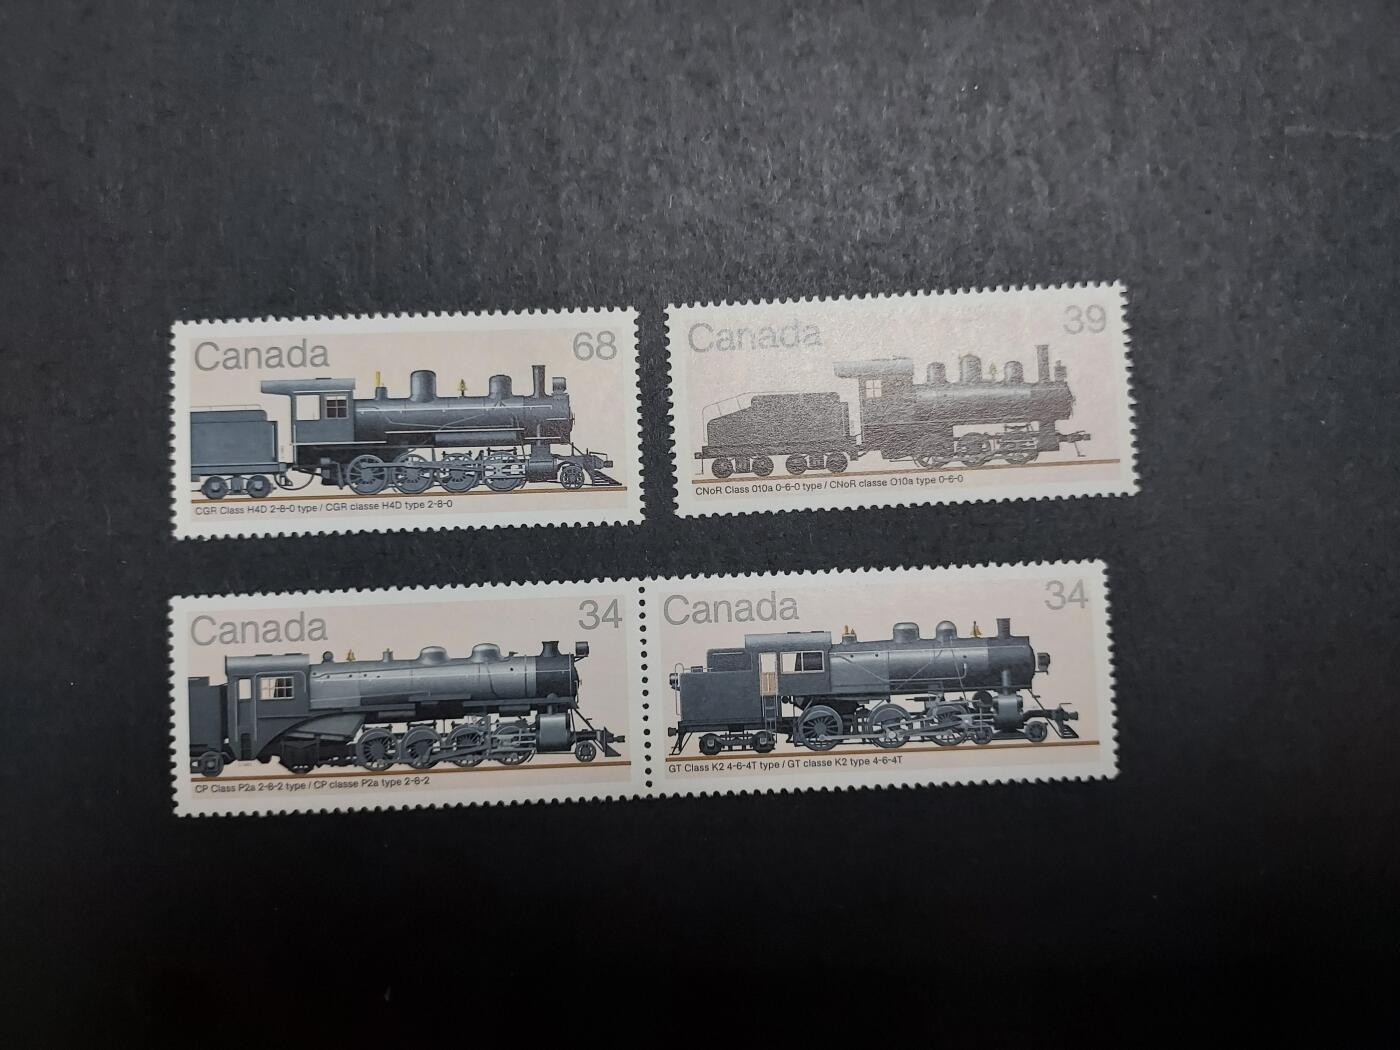 Canada 68
CGR Class H4D 2-8-0 type / CGR classe H4D type 2-8-0
Canada 39
CNoR Class O10a 0-6-0 type / CNoR classe O10a type 0-6-0
Canada 34
CP Class P2a 2-8-2 type / CP classe P2a type 2-8-2
Canada 34
GT Class K2 4-6-4T type / GT classe K2 type 4-6-4T